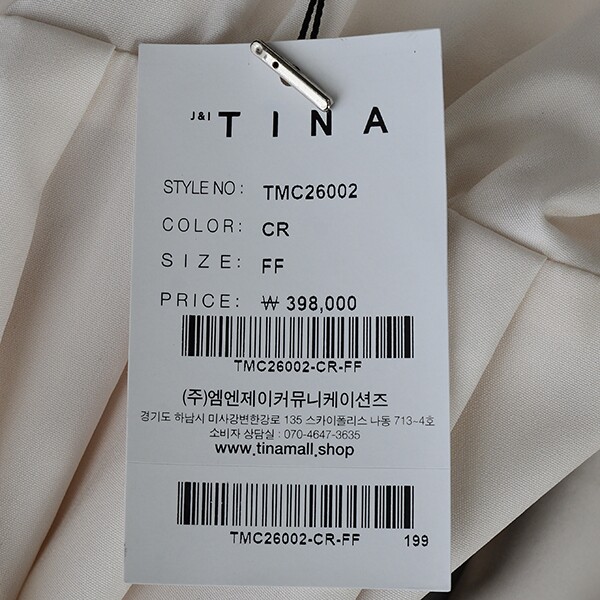 J&I TINA
STYLE NO: TMC26002
COLOR: CR
SIZE: FF
PRICE: ₩ 398,000
TMC26002-CR-FF
(주)엠엔제이커뮤니케이션즈
경기도 하남시 미사강변한강로 135 스카이폴리스 나동 713~4호
소비자 상담실 : 070-4647-3635
www.tinamall.shop
TMC26002-CR-FF 199